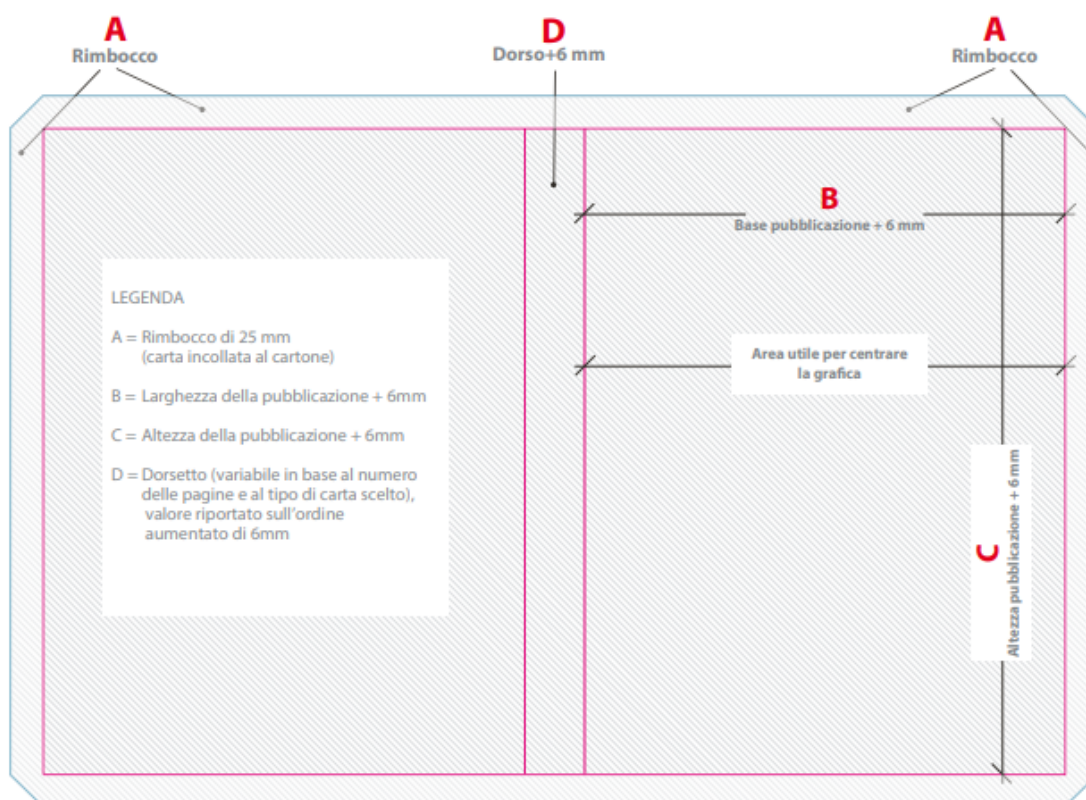 A
Rimbocco
D
Dorso+6 mm
A
Rimbocco
B
Base pubblicazione + 6 mm
Area utile per centrare
la grafica
LEGENDA
A = Rimbocco di 25 mm
(carta incollata al cartone)
B = Larghezza della pubblicazione + 6mm
C = Altezza della pubblicazione + 6mm
D = Dorsetto (variabile in base al numero
delle pagine e al tipo di carta scelto),
valore riportato sull'ordine
aumentato di 6mm
C
Altezza pubblicazione + 6 mm